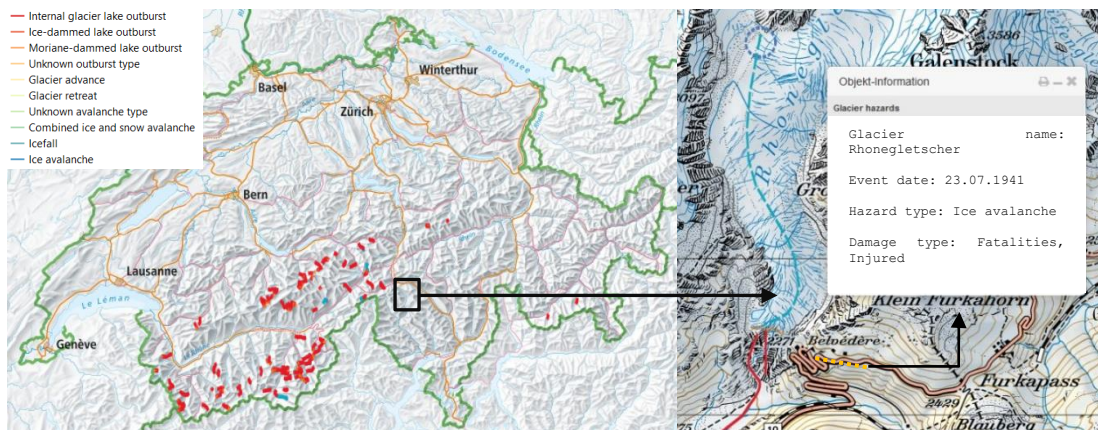 Internal glacier lake outburst
Ice-dammed lake outburst
Moriane-dammed lake outburst
Unknown outburst type
Glacier advance
Glacier retreat
Unknown avalanche type
Combined ice and snow avalanche
Icefall
Ice avalanche
Bodensee
Basel
Winterthur
Zürich
Bern
Lausanne
Le Léman
Genève
3586
Galenstock
Objekt-Information
Glacier hazards
Glacier name:
Rhonegletscher
Event date: 23.07.1941
Hazard type: Ice avalanche
Damage type: Fatalities,
Injured
Klein Furkahorn
2271
Belvédère
Furkapass
2429
Blauberg